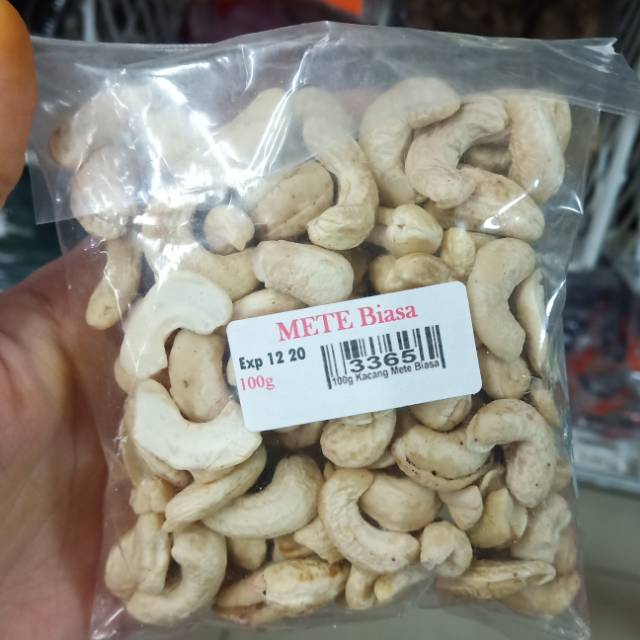 METE Biasa
Exp 12 20
100g
3365
100g Kacang Mete Biasa